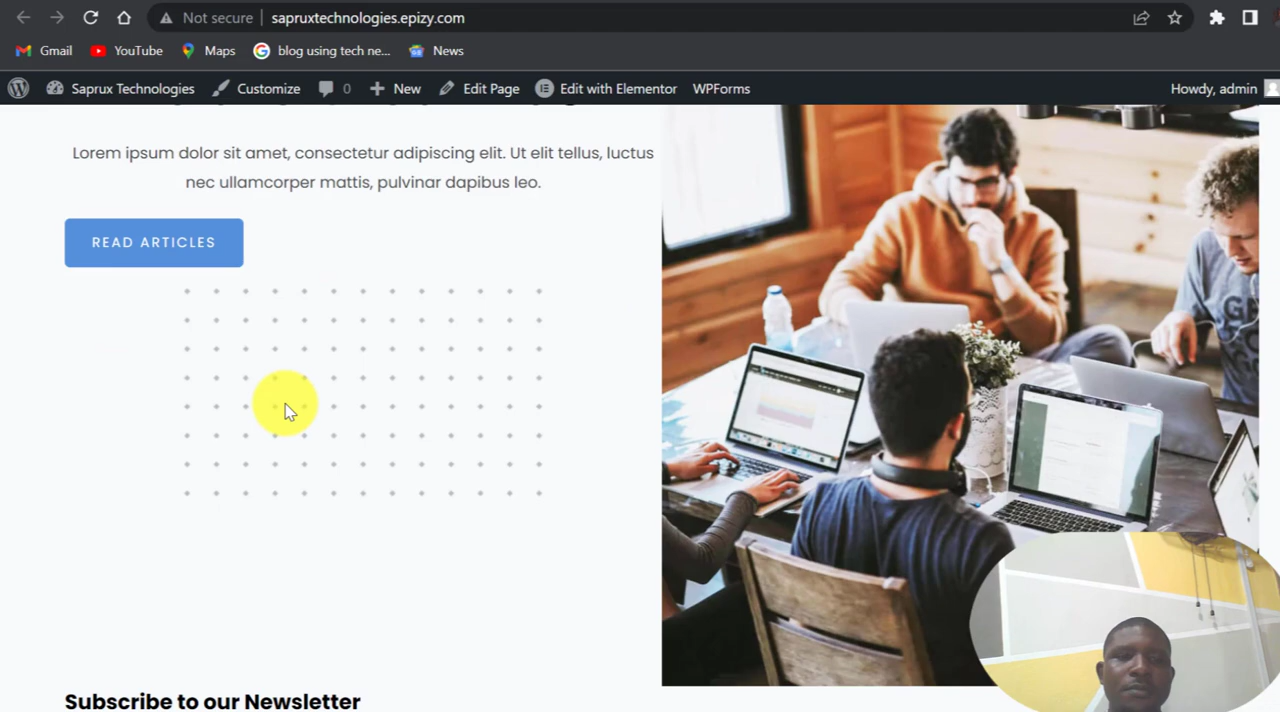 Not secure sapruxtechnologies.epizy.com
Gmail YouTube Maps blog using tech ne... News
Saprux Technologies Customize 0 New Edit Page Edit with Elementor WPForms Howdy, admin
Lorem ipsum dolor sit amet, consectetur adipiscing elit. Ut elit tellus, luctus
nec ullamcorper mattis, pulvinar dapibus leo.
READ ARTICLES
Subscribe to our Newsletter